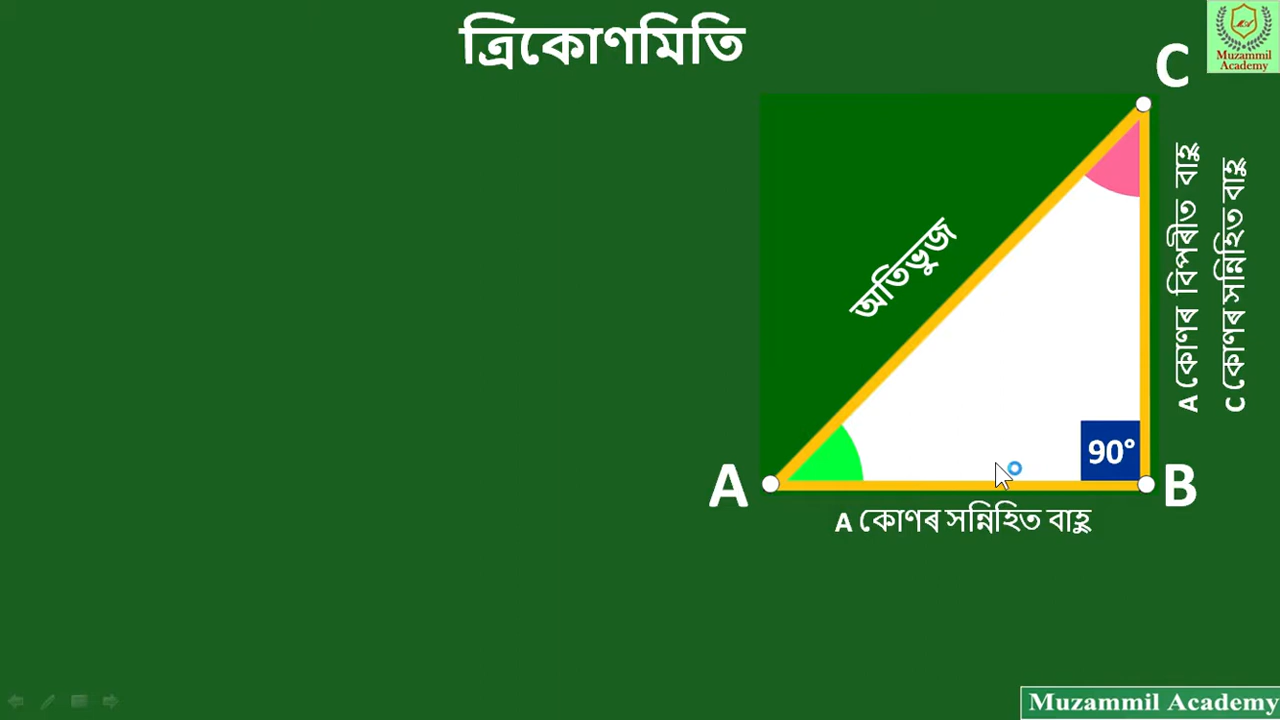 ত্ৰিকোণমিতি
Muzammil
Academy
C
অতিভুজ
A কোণৰ বিপৰীত বাহু
C কোণৰ সন্নিহিত বাহু
90°
A
B
A কোণৰ সন্নিহিত বাহু
Muzammil Academy